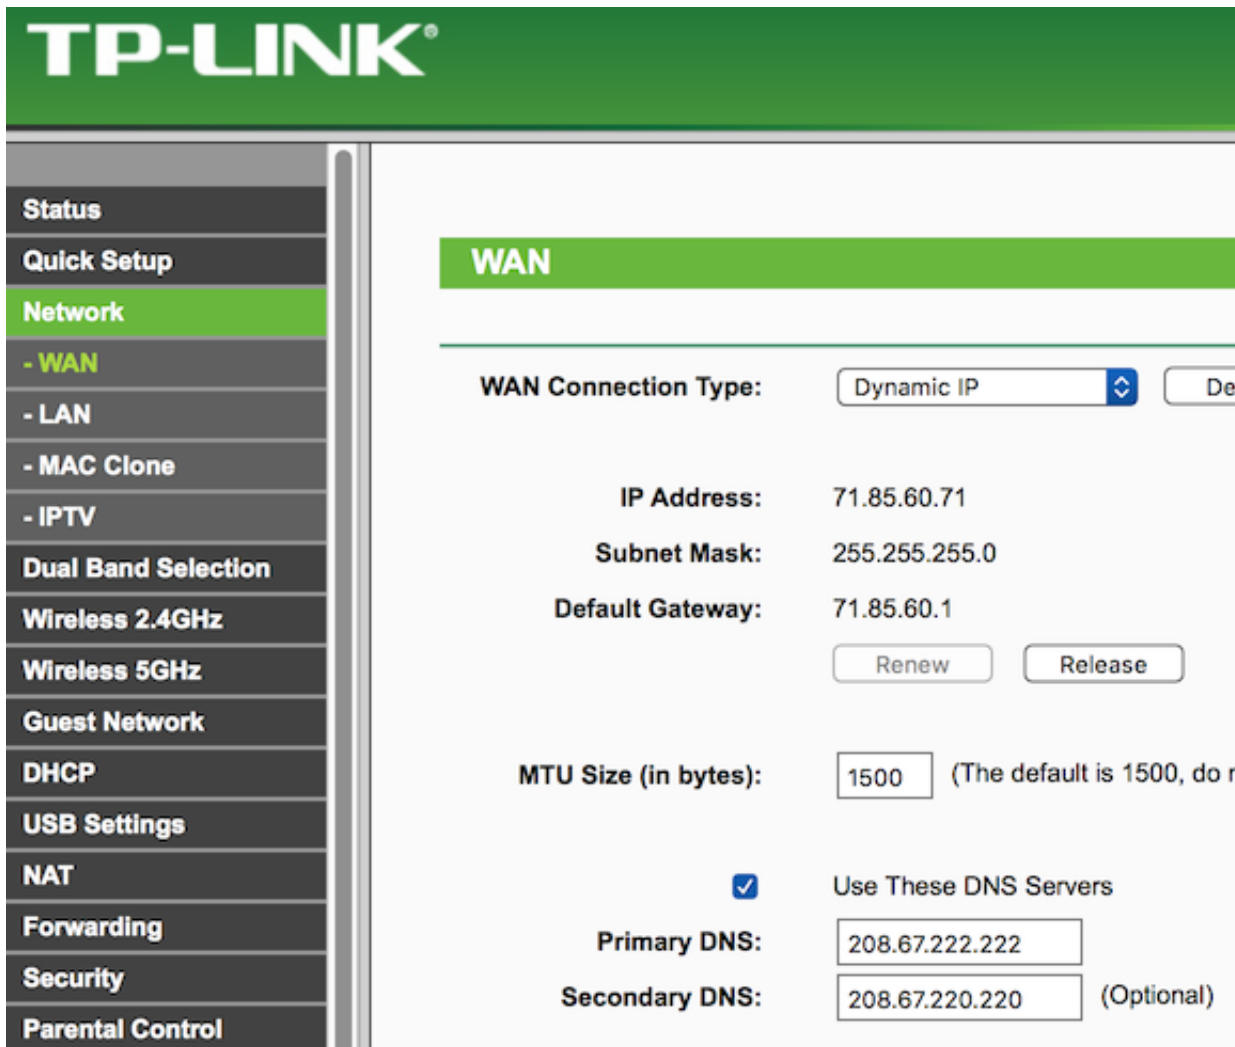 TP-LINK®
Status
Quick Setup
Network
- WAN
- LAN
- MAC Clone
- IPTV
Dual Band Selection
Wireless 2.4GHz
Wireless 5GHz
Guest Network
DHCP
USB Settings
NAT
Forwarding
Security
Parental Control
WAN
WAN Connection Type: Dynamic IP De
IP Address: 71.85.60.71
Subnet Mask: 255.255.255.0
Default Gateway: 71.85.60.1
Renew Release
MTU Size (in bytes): 1500 (The default is 1500, do
Use These DNS Servers
Primary DNS: 208.67.222.222
Secondary DNS: 208.67.220.220 (Optional)